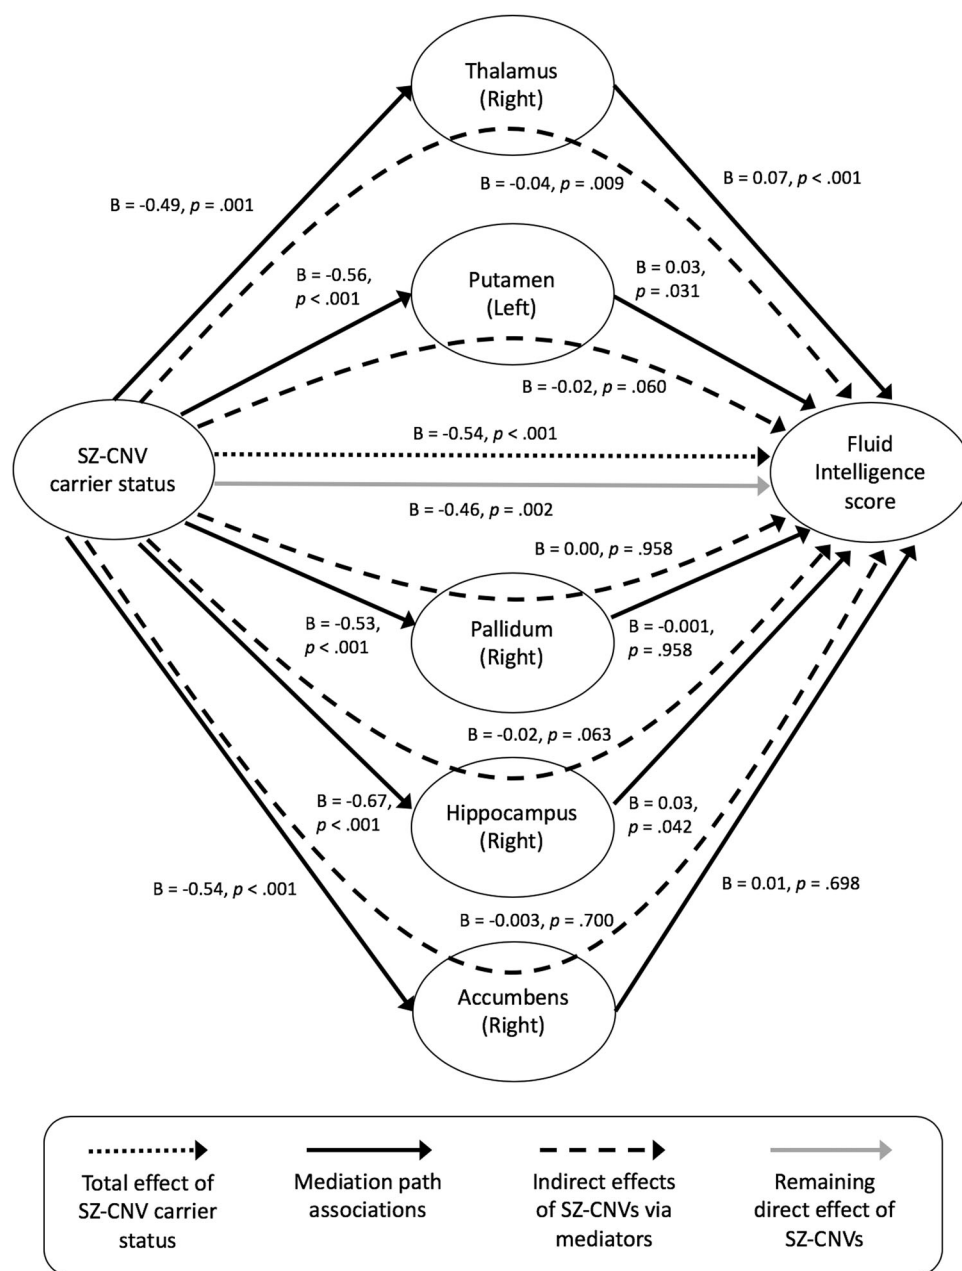 Thalamus
(Right)
B = -0.04, p = .009
B = 0.07, p < .001
B = -0.49, p = .001
B = -0.56,
p < .001
Putamen
(Left)
B = 0.03,
p = .031
B = -0.02, p = .060
SZ-CNV
carrier status
B = -0.54, p < .001
Fluid
Intelligence
score
B = -0.46, p = .002
B = 0.00, p = .958
B = -0.53,
p < .001
Pallidum
(Right)
B = -0.001,
p = .958
B = -0.02, p = .063
B = -0.67,
p < .001
Hippocampus
(Right)
B = 0.03,
p = .042
B = -0.54, p < .001
B = 0.01, p = .698
B = -0.003, p = .700
Accumbens
(Right)
Total effect of
SZ-CNV carrier
status
Mediation path
associations
Indirect effects
of SZ-CNVs via
mediators
Remaining
direct effect of
SZ-CNVs